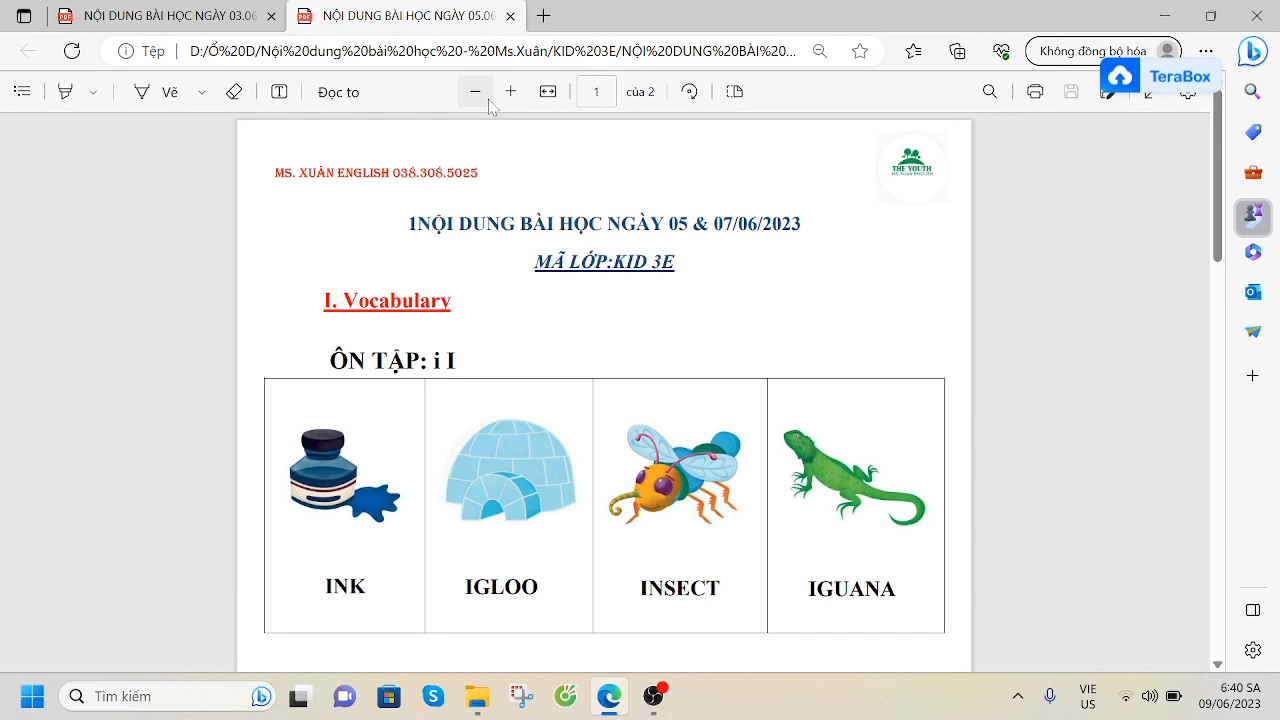 NỘI DUNG BÀI HỌC NGÀY 03.06
NỘI DUNG BÀI HỌC NGÀY 05.06
Tệp
D:/Ổ%20D/Nội%20dung%20bài%20học%20-%20Ms.Xuân/KID%203E/NỘI%20DUNG%20BÀI%20...
Không đồng bộ hóa
TeraBox
Vẽ
Đọc to
1
của 2
MS. XUÂN ENGLISH 038.308.5025
THE YOUTH
MS. XUAN ENGLISH
1NỘI DUNG BÀI HỌC NGÀY 05 & 07/06/2023
MÃ LỚP:KID 3E
I. Vocabulary
ÔN TẬP: i I
INK
IGLOO
INSECT
IGUANA
Tìm kiếm
VIE
US
6:40 SA
09/06/2023